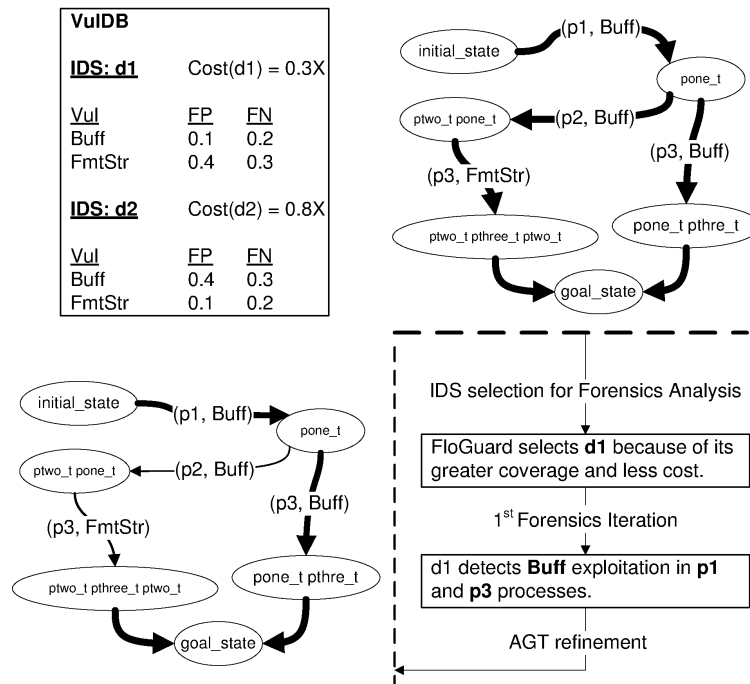 VulDB
IDS: d1 Cost(d1) = 0.3X
Vul FP FN
Buff 0.1 0.2
FmtStr 0.4 0.3
IDS: d2 Cost(d2) = 0.8X
Vul FP FN
Buff 0.4 0.3
FmtStr 0.1 0.2
initial_state
(p1, Buff)
pone_t
ptwo_t pone_t
(p2, Buff)
(p3, Buff)
(p3, FmtStr)
ptwo_t pthree_t ptwo_t
pone_t pthre_t
goal_state
IDS selection for Forensics Analysis
FloGuard selects d1 because of its
greater coverage and less cost.
1st Forensics Iteration
d1 detects Buff exploitation in p1
and p3 processes.
AGT refinement
initial_state
(p1, Buff)
pone_t
ptwo_t pone_t
(p2, Buff)
(p3, Buff)
(p3, FmtStr)
ptwo_t pthree_t ptwo_t
pone_t pthre_t
goal_state